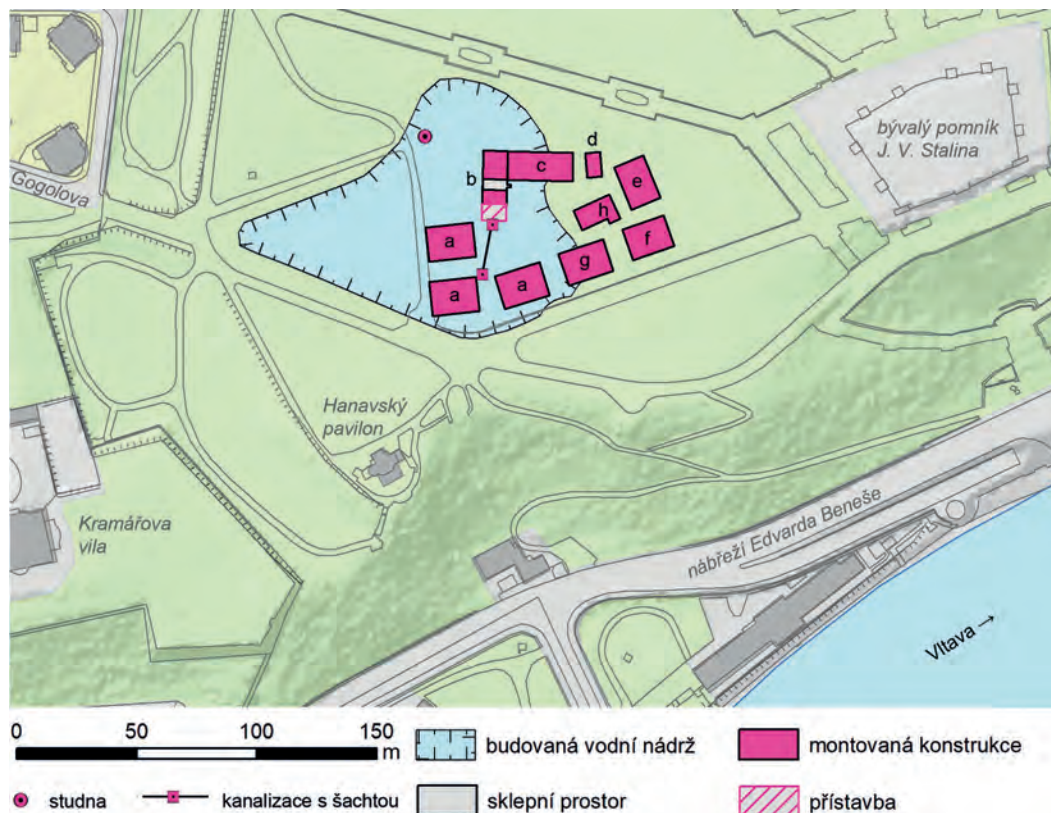 bývalý pomník
J. V. Stalina
Gogolova
d
b
c
e
h
a
f
g
a
a
Hanavský
pavilon
Kramářova
vila
nábřeží Edvarda Beneše
Vltava →
0 50 100 150
m
budovaná vodní nádrž
montovaná konstrukce
studna
kanalizace s šachtou
sklepní prostor
přístavba